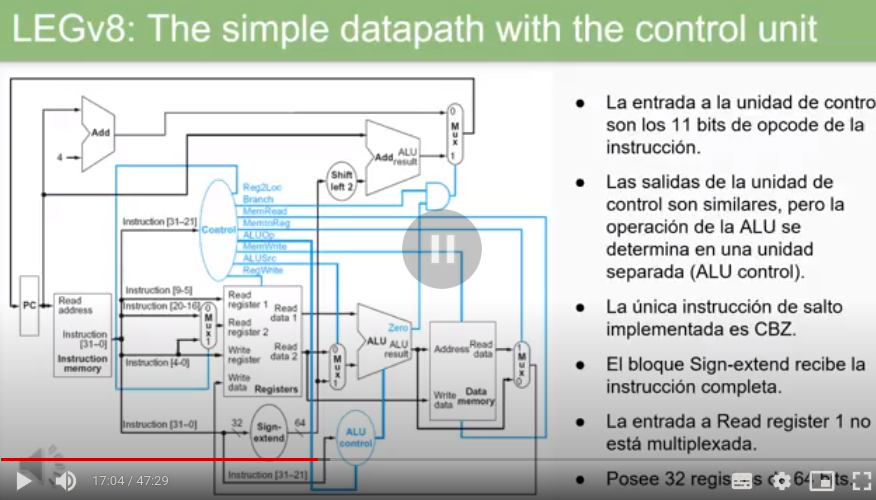 LEGv8: The simple datapath with the control unit
Add
4
Add ALU
result
0
M
u
x
1
Shift
left 2
Reg2Loc
Branch
MemRead
MemtoReg
ALUOp
MemWrite
ALUSrc
RegWrite
Instruction [31–21]
Control
PC
Read
address
Instruction
[31–0]
Instruction
memory
Instruction [9-5]
Instruction [20-16]
Instruction [4-0]
0
M
u
x
1
Read
register 1
Read
register 2
Write
register
Write
data
Read
data 1
Read
data 2
Registers
0
M
u
x
1
Zero
ALU ALU
result
Address
Read
data
Write
data
Data
memory
1
M
u
x
0
Instruction [31–0]
32
Sign-
extend
64
ALU
control
Instruction [31–21]
● La entrada a la unidad de contro
son los 11 bits de opcode de la
instrucción.
● Las salidas de la unidad de
control son similares, pero la
operación de la ALU se
determina en una unidad
separada (ALU control).
● La única instrucción de salto
implementada es CBZ.
● El bloque Sign-extend recibe la
instrucción completa.
● La entrada a Read register 1 no
está multiplexada.
● Posee 32 de 64 bits.
17:04 / 47:29